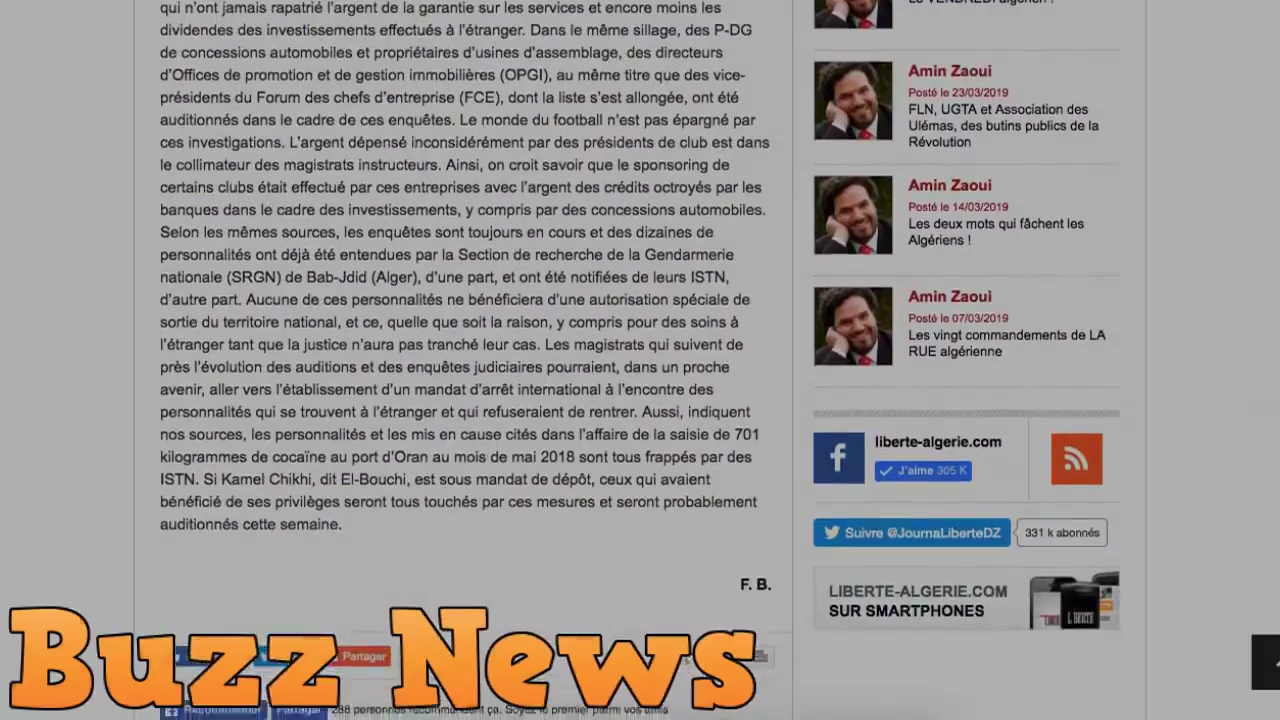 qui n'ont jamais rapatrié l'argent de la garantie sur les services et encore moins les
dividendes des investissements effectués à l'étranger. Dans le même sillage, des P-DG
de concessions automobiles et propriétaires d'usines d'assemblage, des directeurs
d'Offices de promotion et de gestion immobilières (OPGI), au même titre que des vice-
présidents du Forum des chefs d'entreprise (FCE), dont la liste s'est allongée, ont été
auditionnés dans le cadre de ces enquêtes. Le monde du football n'est pas épargné par
ces investigations. L'argent dépensé inconsidérément par des présidents de club est dans
le collimateur des magistrats instructeurs. Ainsi, on croit savoir que le sponsoring de
certains clubs était effectué par ces entreprises avec l'argent des crédits octroyés par les
banques dans le cadre des investissements, y compris par des concessions automobiles.
Selon les mêmes sources, les enquêtes sont toujours en cours et des dizaines de
personnalités ont déjà été entendues par la Section de recherche de la Gendarmerie
nationale (SRGN) de Bab-Jdid (Alger), d'une part, et ont été notifiées de leurs ISTN,
d'autre part. Aucune de ces personnalités ne bénéficiera d'une autorisation spéciale de
sortie du territoire national, et ce, quelle que soit la raison, y compris pour des soins à
l'étranger tant que la justice n'aura pas tranché leur cas. Les magistrats qui suivent de
près l'évolution des auditions et des enquêtes judiciaires pourraient, dans un proche
avenir, aller vers l'établissement d'un mandat d'arrêt international à l'encontre des
personnalités qui se trouvent à l'étranger et qui refuseraient de rentrer. Aussi, indiquent
nos sources, les personnalités et les mis en cause cités dans l'affaire de la saisie de 701
kilogrammes de cocaïne au port d'Oran au mois de mai 2018 sont tous frappés par des
ISTN. Si Kamel Chikhi, dit El-Bouchi, est sous mandat de dépôt, ceux qui avaient
bénéficié de ses privilèges seront tous touchés par ces mesures et seront probablement
auditionnés cette semaine.
F. B.
Partager
Buzz News
288 personnes recommandent ça. Soyez le premier parmi vos amis
Le VENDREDI algérien !
Amin Zaoui
Posté le 23/03/2019
FLN, UGTA et Association des
Ulémas, des butins publics de la
Révolution
Amin Zaoui
Posté le 14/03/2019
Les deux mots qui fâchent les
Algériens !
Amin Zaoui
Posté le 07/03/2019
Les vingt commandements de LA
RUE algérienne
liberte-algerie.com
J'aime 305 K
Suivre @JournaLiberteDZ
331 k abonnés
LIBERTE-ALGERIE.COM
SUR SMARTPHONES